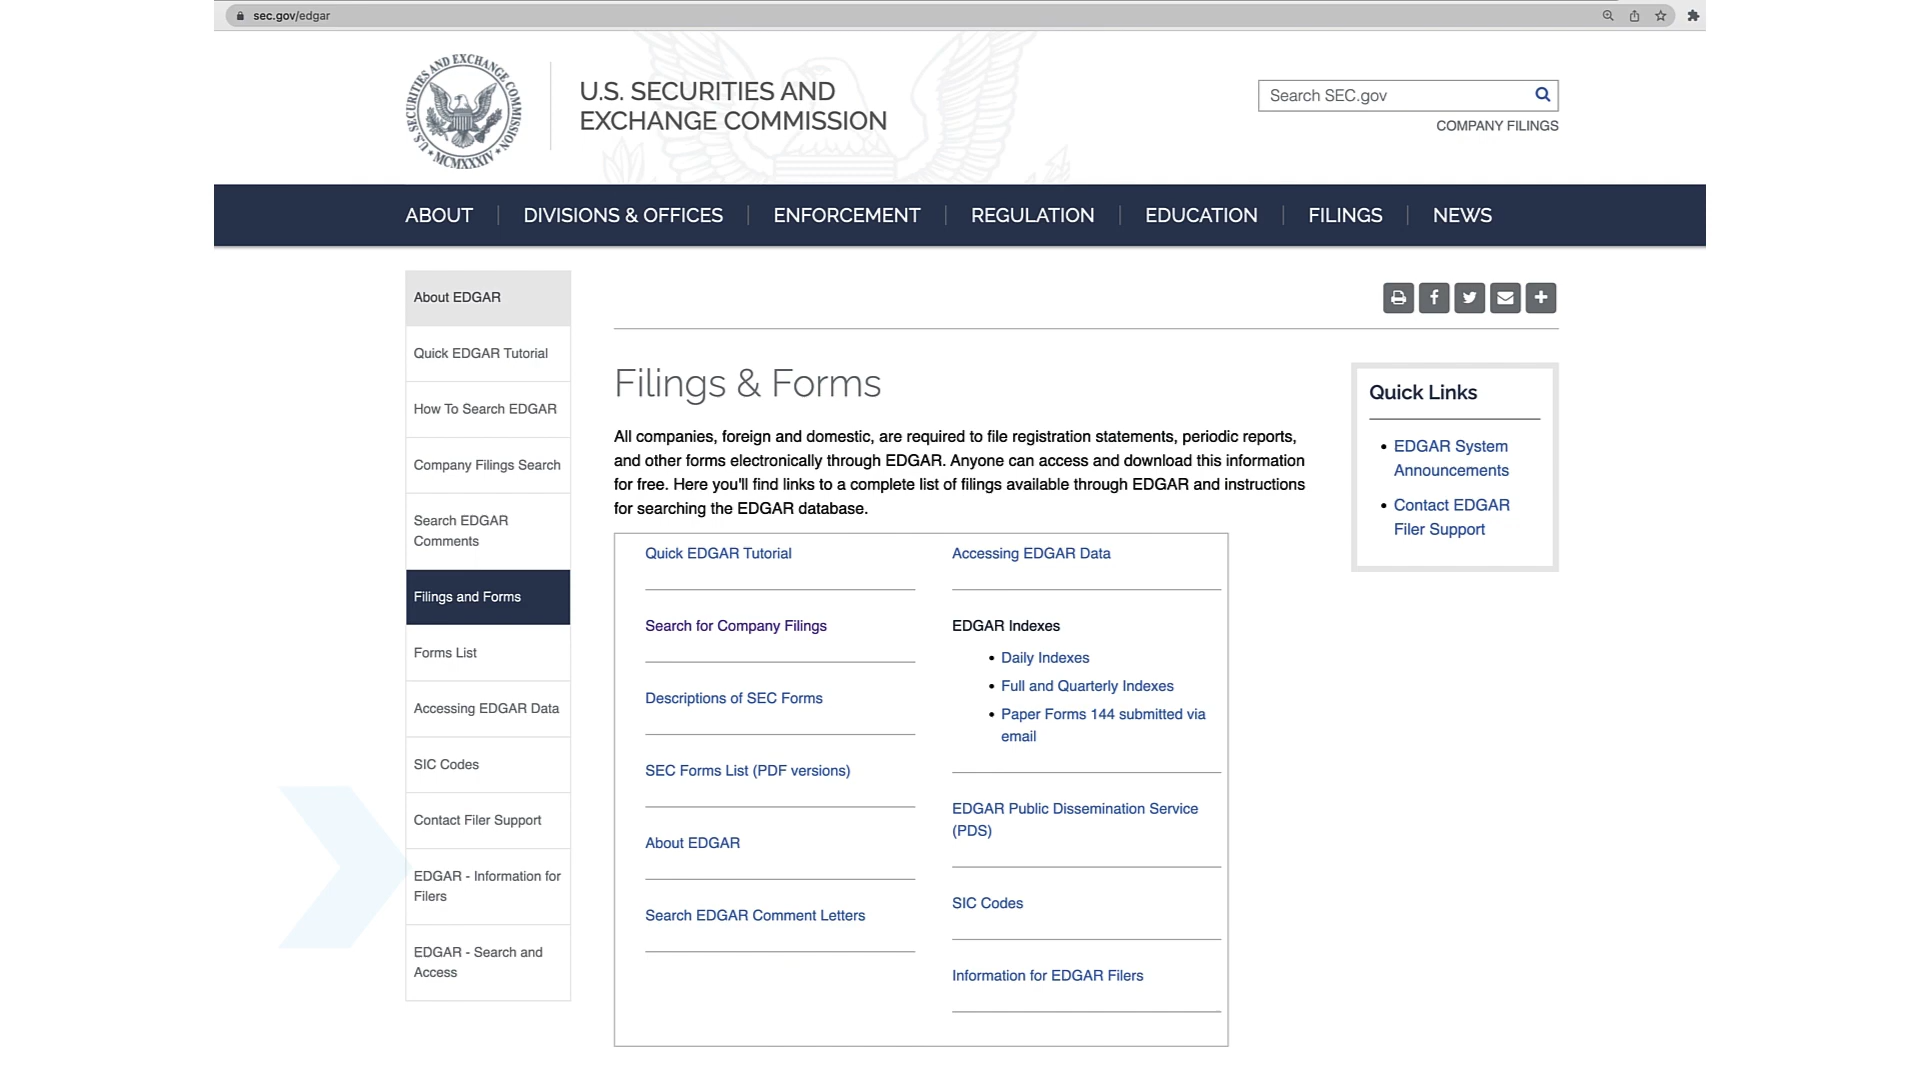 sec.gov/edgar
U.S. SECURITIES AND EXCHANGE COMMISSION
MCMXXXIV
U.S. SECURITIES AND
EXCHANGE COMMISSION
Search SEC.gov
COMPANY FILINGS
ABOUT
DIVISIONS & OFFICES
ENFORCEMENT
REGULATION
EDUCATION
FILINGS
NEWS
About EDGAR
Quick EDGAR Tutorial
How To Search EDGAR
Company Filings Search
Search EDGAR
Comments
Filings and Forms
Forms List
Accessing EDGAR Data
SIC Codes
Contact Filer Support
EDGAR - Information for
Filers
EDGAR - Search and
Access
Filings & Forms
All companies, foreign and domestic, are required to file registration statements, periodic reports,
and other forms electronically through EDGAR. Anyone can access and download this information
for free. Here you'll find links to a complete list of filings available through EDGAR and instructions
for searching the EDGAR database.
Quick EDGAR Tutorial
Search for Company Filings
Descriptions of SEC Forms
SEC Forms List (PDF versions)
About EDGAR
Search EDGAR Comment Letters
Accessing EDGAR Data
EDGAR Indexes
• Daily Indexes
• Full and Quarterly Indexes
• Paper Forms 144 submitted via
email
EDGAR Public Dissemination Service
(PDS)
SIC Codes
Information for EDGAR Filers
Quick Links
• EDGAR System
Announcements
• Contact EDGAR
Filer Support